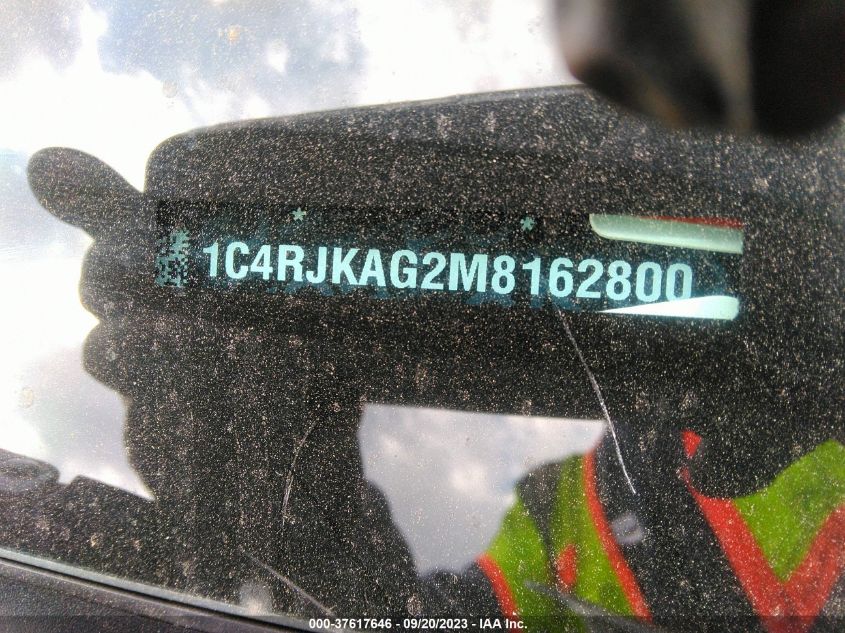 * *
1C4RJKAG2M8162800
000-37617646 - 09/20/2023 - IAA Inc.